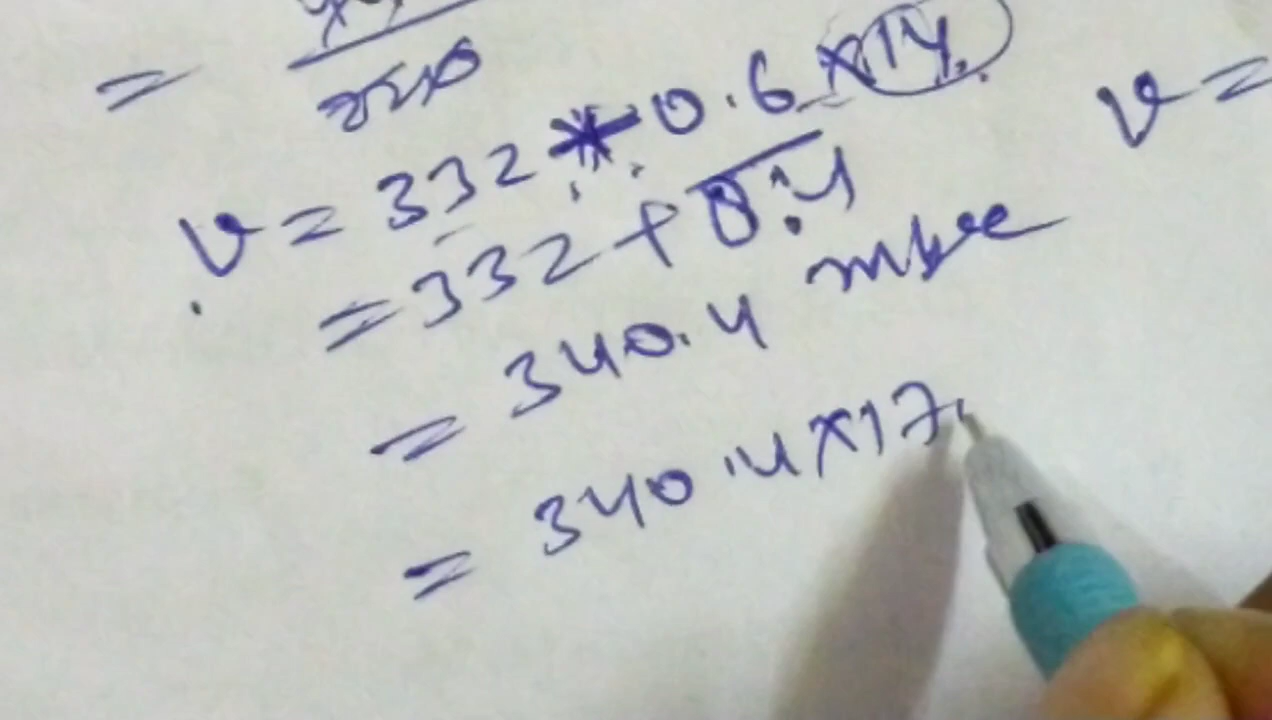 =
V = 332 * 0.6 × 14
V =
= 332 + 8.4
= 340.4 m/sec
= 340.4 × 17